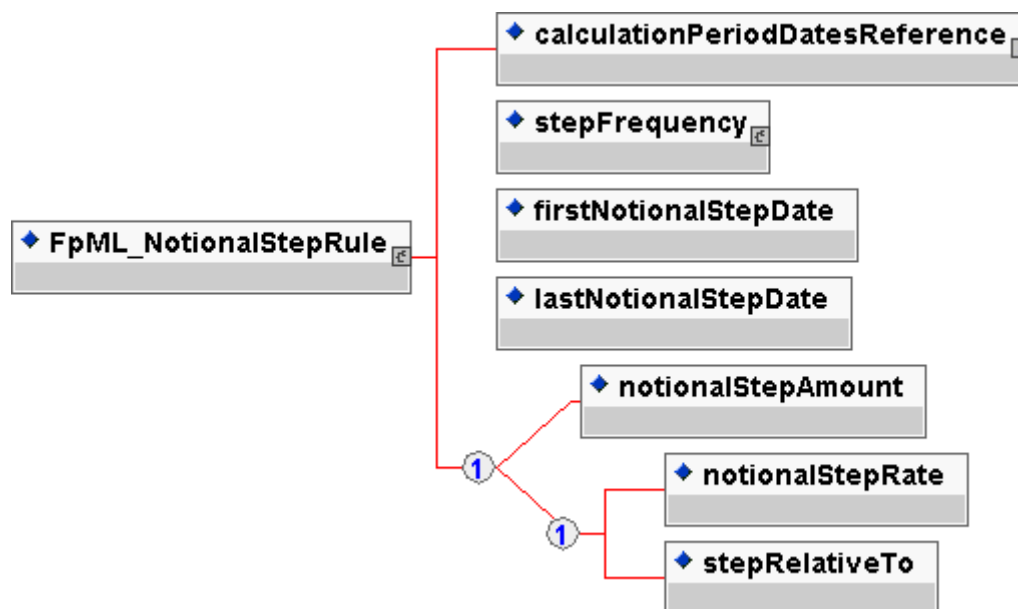 calculationPeriodDatesReference
stepFrequency
firstNotionalStepDate
FpML_NotionalStepRule
lastNotionalStepDate
notionalStepAmount
1
notionalStepRate
1
stepRelativeTo